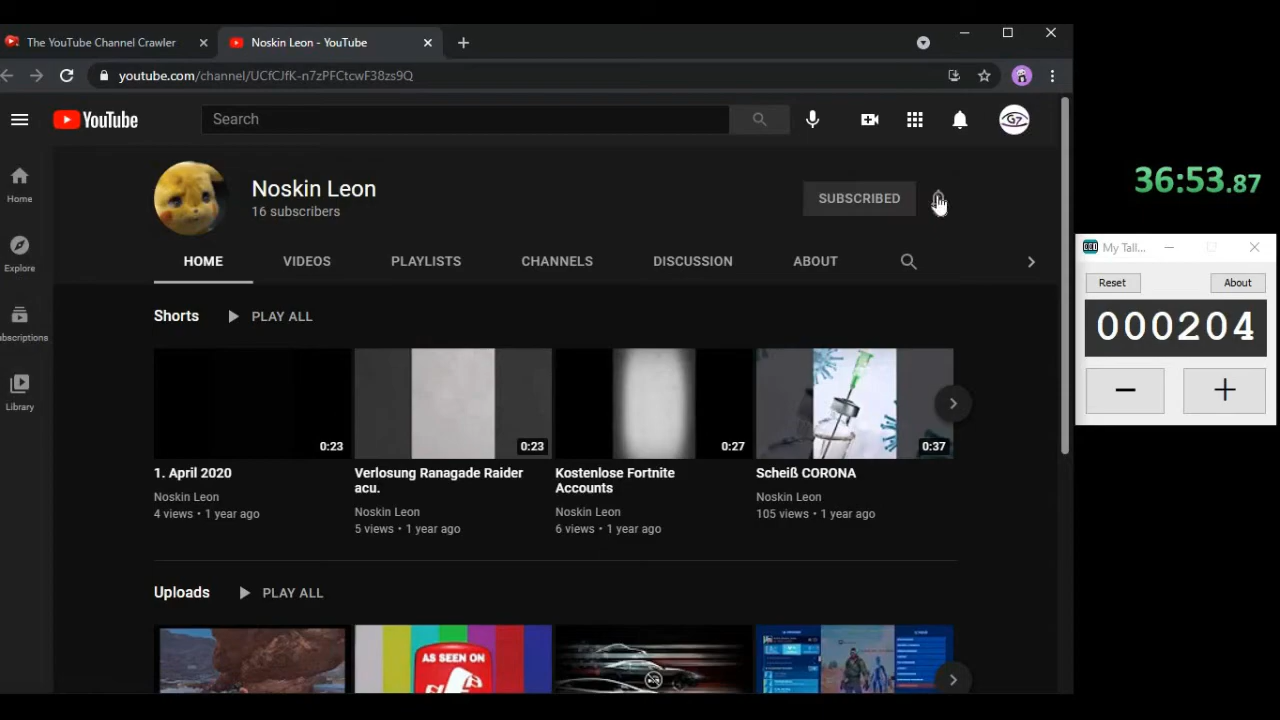 The YouTube Channel Crawler
Noskin Leon - YouTube
youtube.com/channel/UCfCJfK-n7zPFCtcwF38zs9Q
YouTube
Search
G7
Home
Explore
bscriptions
Library
Noskin Leon
16 subscribers
SUBSCRIBED
HOME VIDEOS PLAYLISTS CHANNELS DISCUSSION ABOUT
Shorts PLAY ALL
0:23
1. April 2020
Noskin Leon
4 views • 1 year ago
0:23
Verlosung Ranagade Raider
acu.
Noskin Leon
5 views • 1 year ago
0:27
Kostenlose Fortnite
Accounts
Noskin Leon
6 views • 1 year ago
0:37
Scheiß CORONA
Noskin Leon
105 views • 1 year ago
Uploads PLAY ALL
AS SEEN ON
36:53.87
My Tall...
Reset About
000204
− +